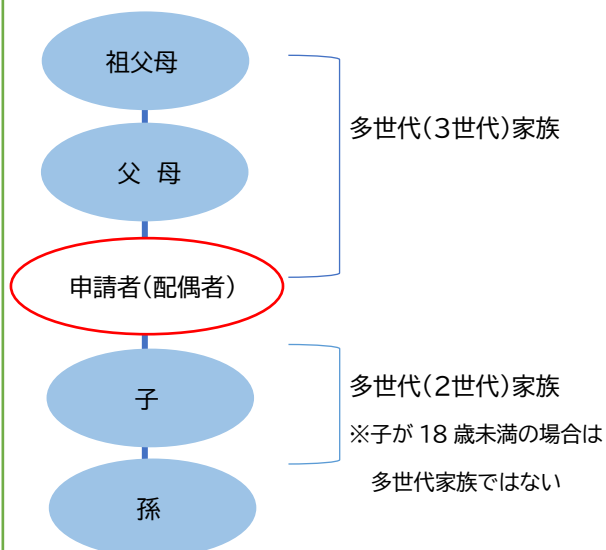 祖父母
多世代(3世代)家族
父 母
申請者(配偶者)
子
多世代(2世代)家族
※子が 18 歳未満の場合は
多世代家族ではない
孫